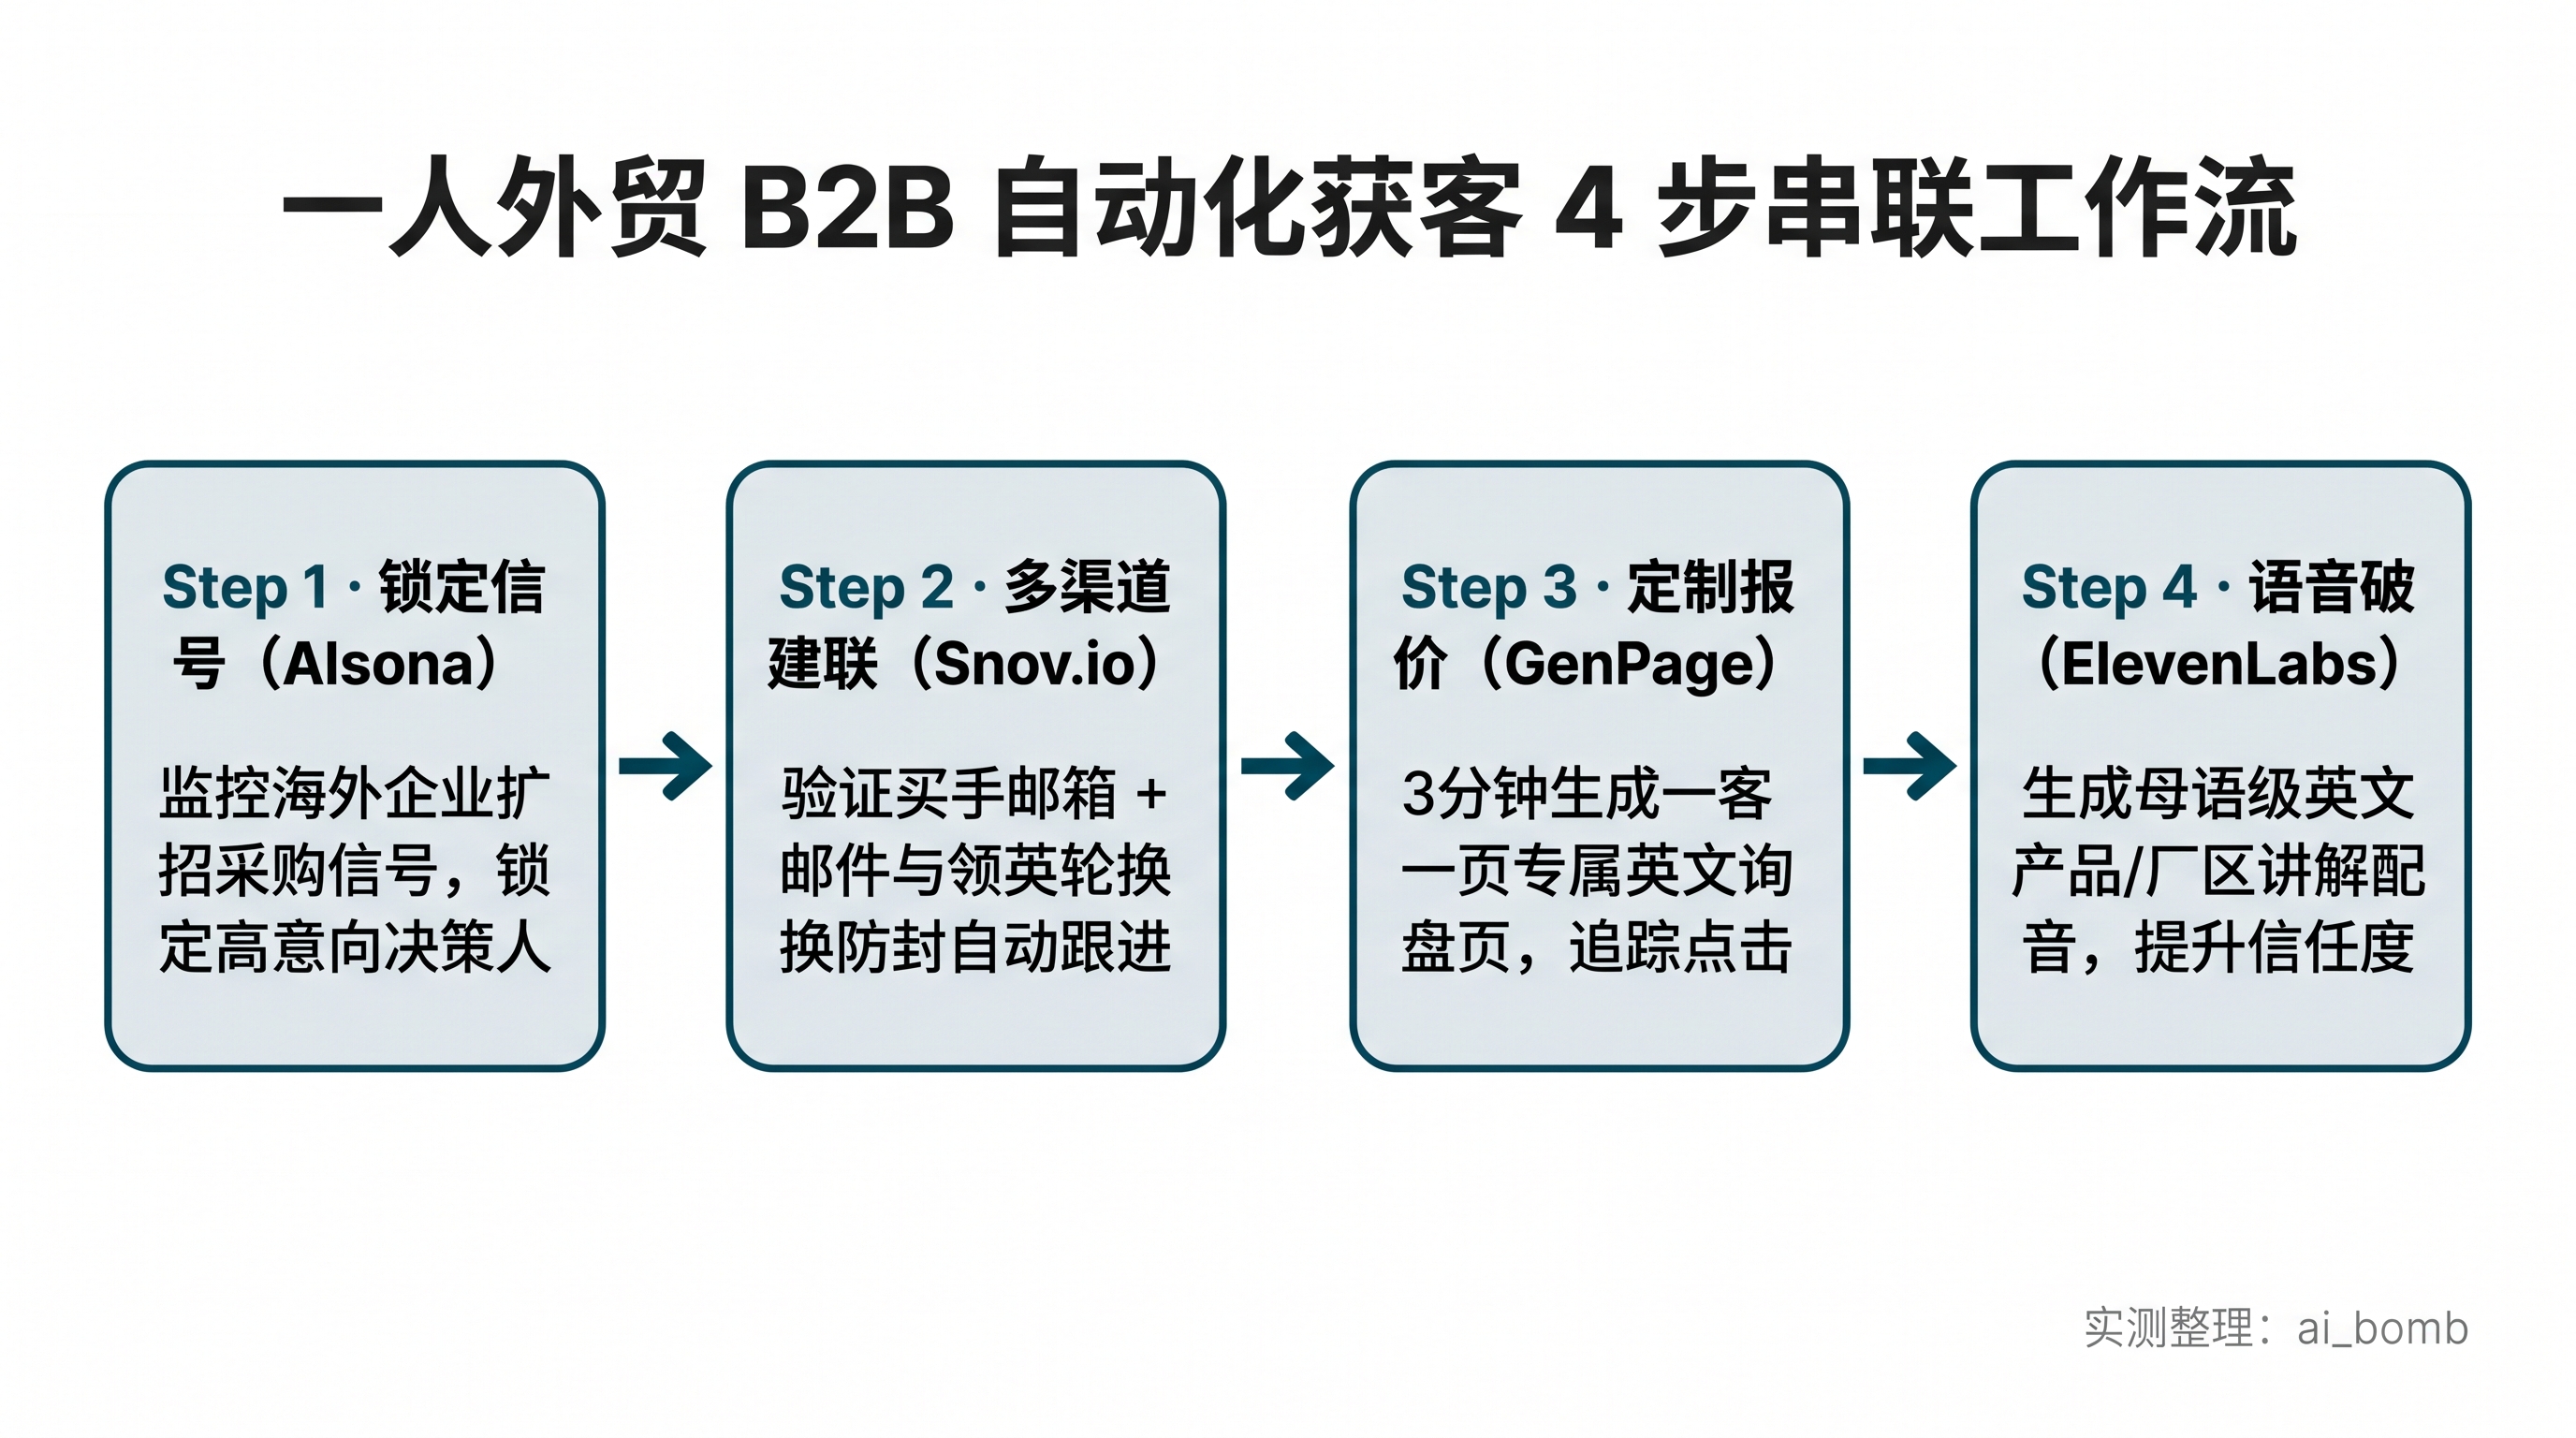 一人外贸 B2B 自动化获客 4 步串联工作流
Step 1 · 锁定信
号（Alsona）
监控海外企业扩
招采购信号，锁
定高意向决策人
Step 2 · 多渠道
建联（Snov.io）
验证买手邮箱 +
邮件与领英轮换
换防封自动跟进
Step 3 · 定制报
价（GenPage）
3分钟生成一客
一页专属英文询
盘页，追踪点击
Step 4 · 语音破
（ElevenLabs）
生成母语级英文
产品/厂区讲解配
音，提升信任度
实测整理：ai_bomb